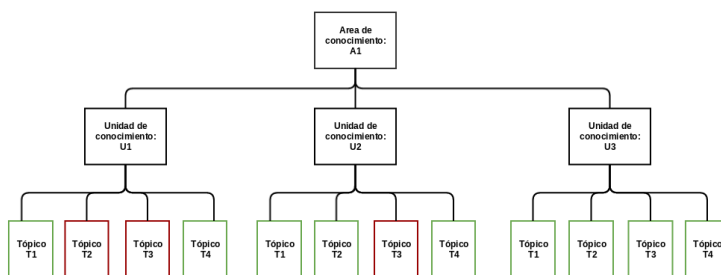 Area de
conocimiento:
A1
Unidad de
conocimiento:
U1
Unidad de
conocimiento:
U2
Unidad de
conocimiento:
U3
Tópico
T1
Tópico
T2
Tópico
T3
Tópico
T4
Tópico
T1
Tópico
T2
Tópico
T3
Tópico
T4
Tópico
T1
Tópico
T2
Tópico
T3
Tópico
T4